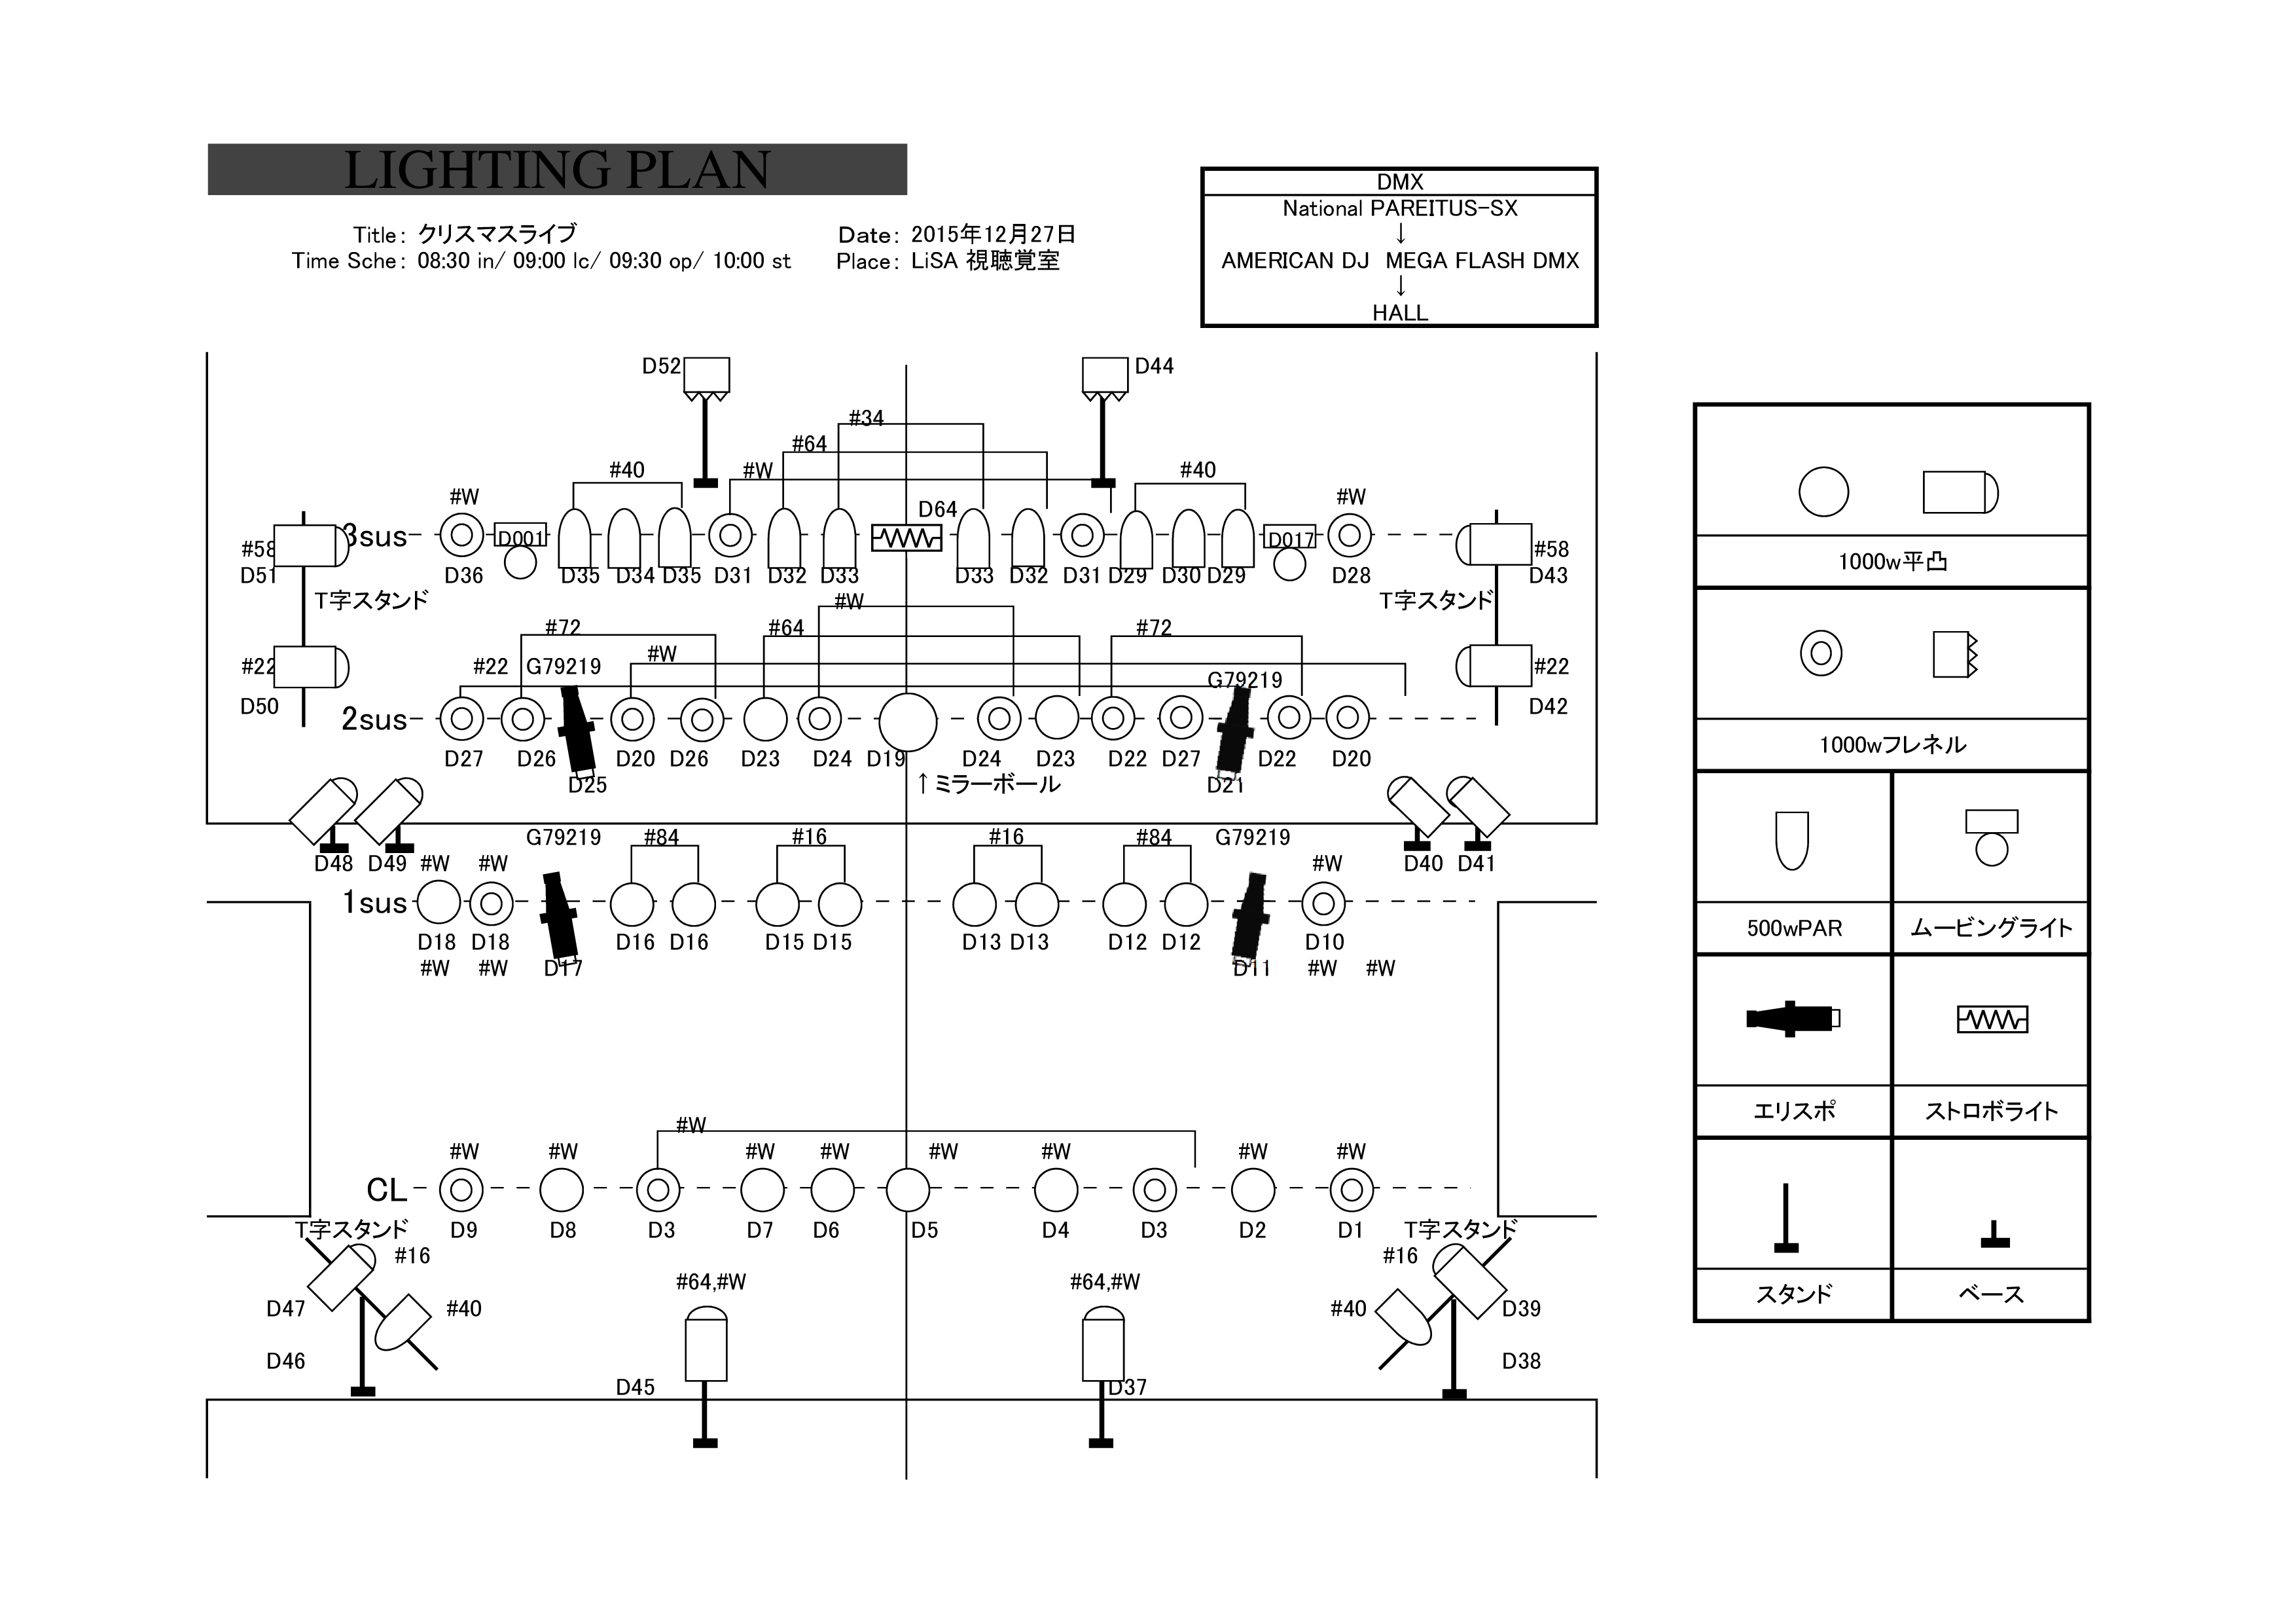 LIGHTING PLAN
Title: クリスマスライブ
Date: 2015年12月27日
Time Sche: 08:30 in/ 09:00 lc/ 09:30 op/ 10:00 st
Place: LiSA 視聴覚室
DMX
National PAREITUS-SX
↓
AMERICAN DJ MEGA FLASH DMX
↓
HALL
D52
D44
#34
#64
#40
#W
#40
#W
D64
#W
#58
D51
3sus
D001
D017
#58
D43
D36
D35
D34
D35
D31
D32
D33
D33
D32
D31
D29
D30
D29
D28
T字スタンド
T字スタンド
#W
#72
#64
#72
#W
#22
#22
G79219
G79219
#22
D50
D42
2sus
D27
D26
D20
D26
D23
D24
D19
D24
D23
D22
D27
D22
D20
D25
↑ミラーボール
D21
G79219
#84
#16
#16
#84
G79219
D48
D49
#W
#W
#W
D40
D41
1sus
D18
D18
D16
D16
D15
D15
D13
D13
D12
D12
D10
#W
#W
D17
D11
#W
#W
#W
#W
#W
#W
#W
#W
#W
#W
#W
CL
D9
D8
D3
D7
D6
D5
D4
D3
D2
D1
T字スタンド
T字スタンド
#16
#16
#64,#W
#64,#W
D47
#40
#40
D39
D46
D38
D45
D37
1000w平凸
1000wフレネル
500wPAR
ムービングライト
エリスポ
ストロボライト
スタンド
ベース